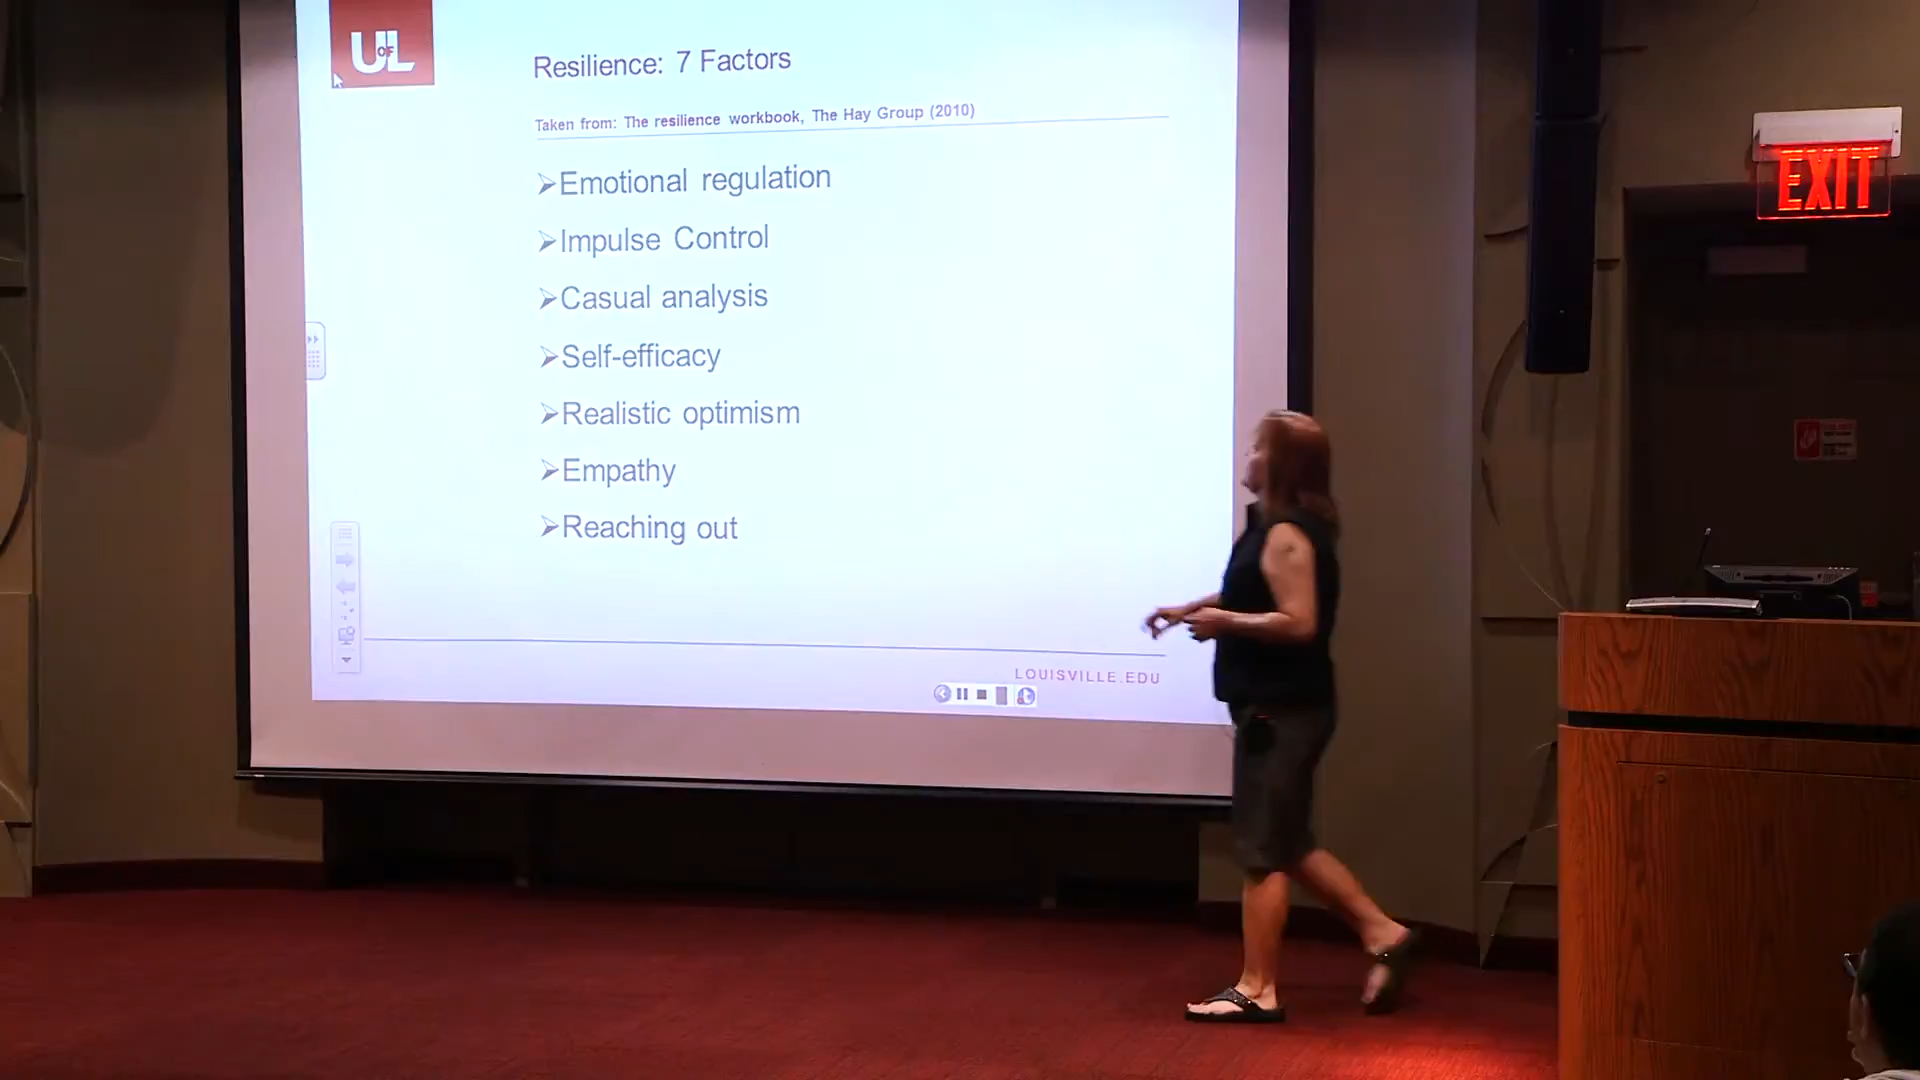 U OF L
Resilience: 7 Factors
Taken from: The resilience workbook, The Hay Group (2010)
➢Emotional regulation
➢Impulse Control
➢Casual analysis
➢Self-efficacy
➢Realistic optimism
➢Empathy
➢Reaching out
LOUISVILLE.EDU
EXIT